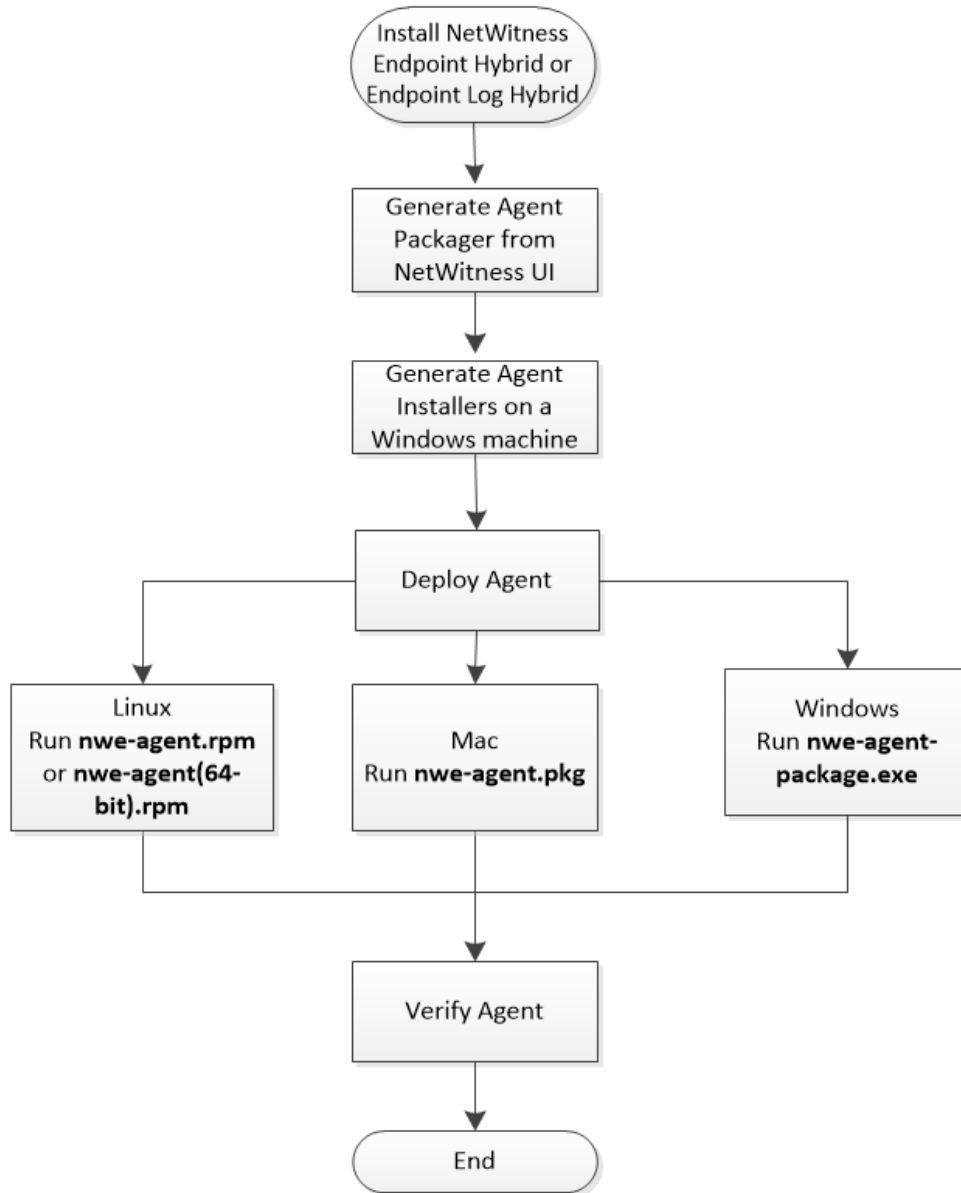 Install NetWitness
Endpoint Hybrid or
Endpoint Log Hybrid
Generate Agent
Packager from
NetWitness UI
Generate Agent
Installers on a
Windows machine
Deploy Agent
Linux
Run nwe-agent.rpm
or nwe-agent(64-
bit).rpm
Mac
Run nwe-agent.pkg
Windows
Run nwe-agent-
package.exe
Verify Agent
End